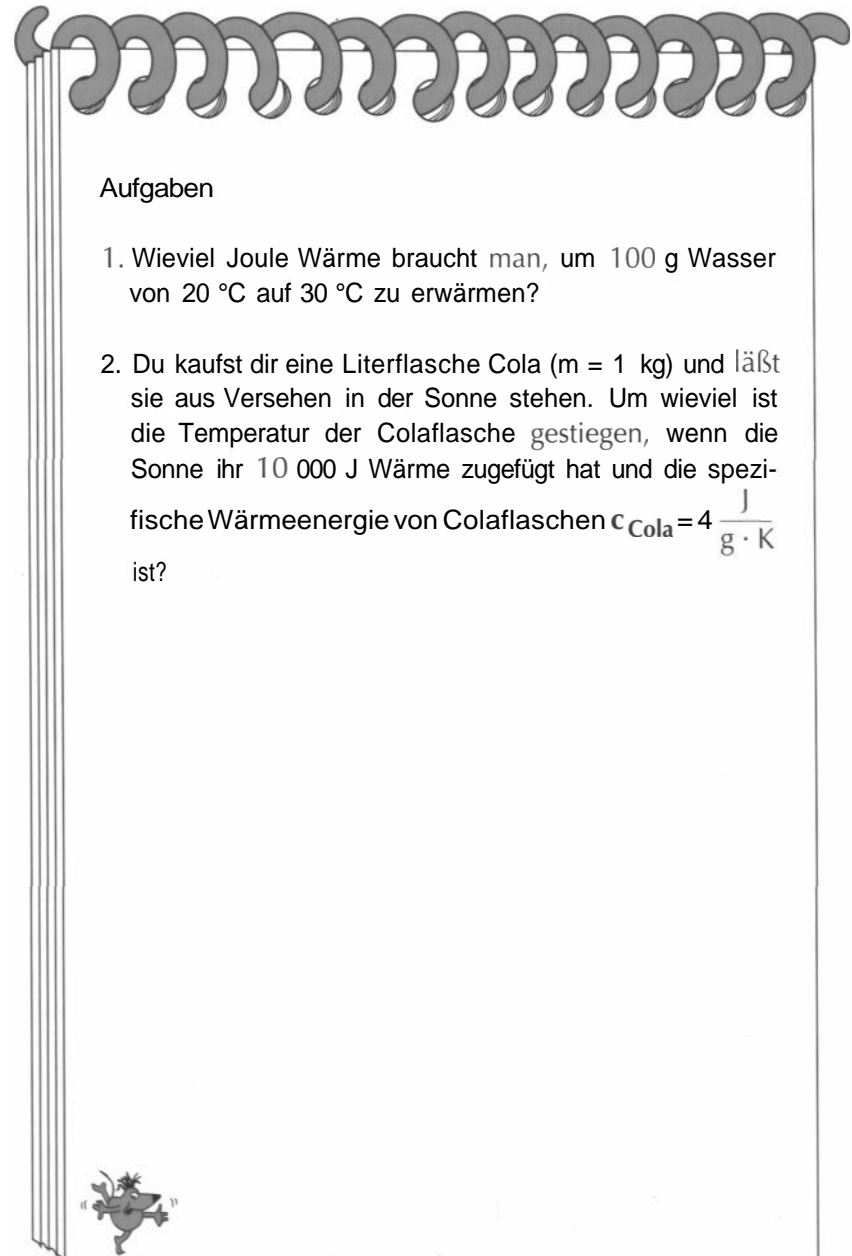 Aufgaben
1. Wieviel Joule Wärme braucht man, um 100 g Wasser
von 20 °C auf 30 °C zu erwärmen?
2. Du kaufst dir eine Literflasche Cola (m = 1 kg) und läßt
sie aus Versehen in der Sonne stehen. Um wieviel ist
die Temperatur der Colaflasche gestiegen, wenn die
Sonne ihr 10 000 J Wärme zugefügt hat und die spezi-
fische Wärmeenergie von Colaflaschen c Cola = 4 J / (g · K)
ist?